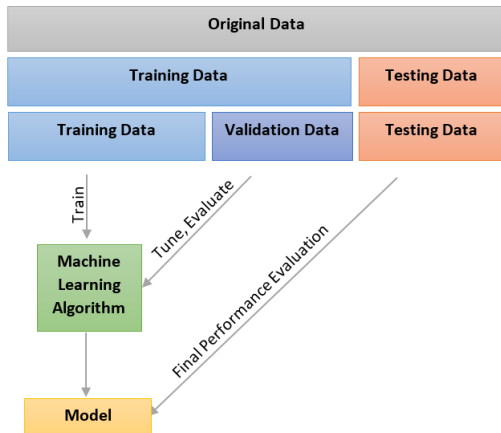 Original Data
Training Data
Testing Data
Training Data
Validation Data
Testing Data
Train
Tune, Evaluate
Final Performance Evaluation
Machine
Learning
Algorithm
Model